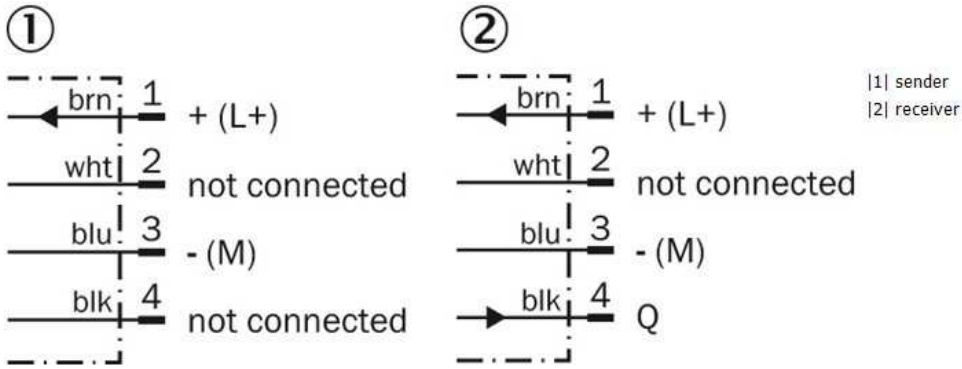 ① ②
brn 1 + (L+) brn 1 + (L+) |1| sender
|2| receiver
wht 2 not connected wht 2 not connected
blu 3 - (M) blu 3 - (M)
blk 4 not connected blk 4 Q